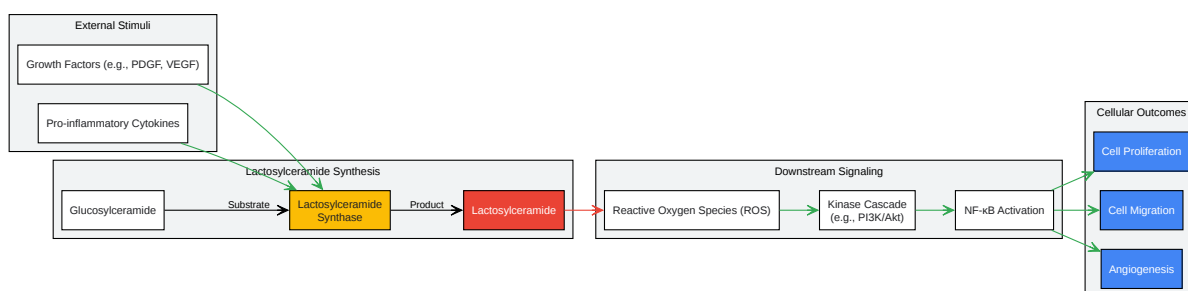 External Stimuli
Growth Factors (e.g., PDGF, VEGF)
Pro-inflammatory Cytokines
Lactosylceramide Synthesis
Glucosylceramide
Substrate
Lactosylceramide
Synthase
Product
Lactosylceramide
Downstream Signaling
Reactive Oxygen Species (ROS)
Kinase Cascade
(e.g., PI3K/Akt)
NF-κB Activation
Cellular Outcomes
Cell Proliferation
Cell Migration
Angiogenesis